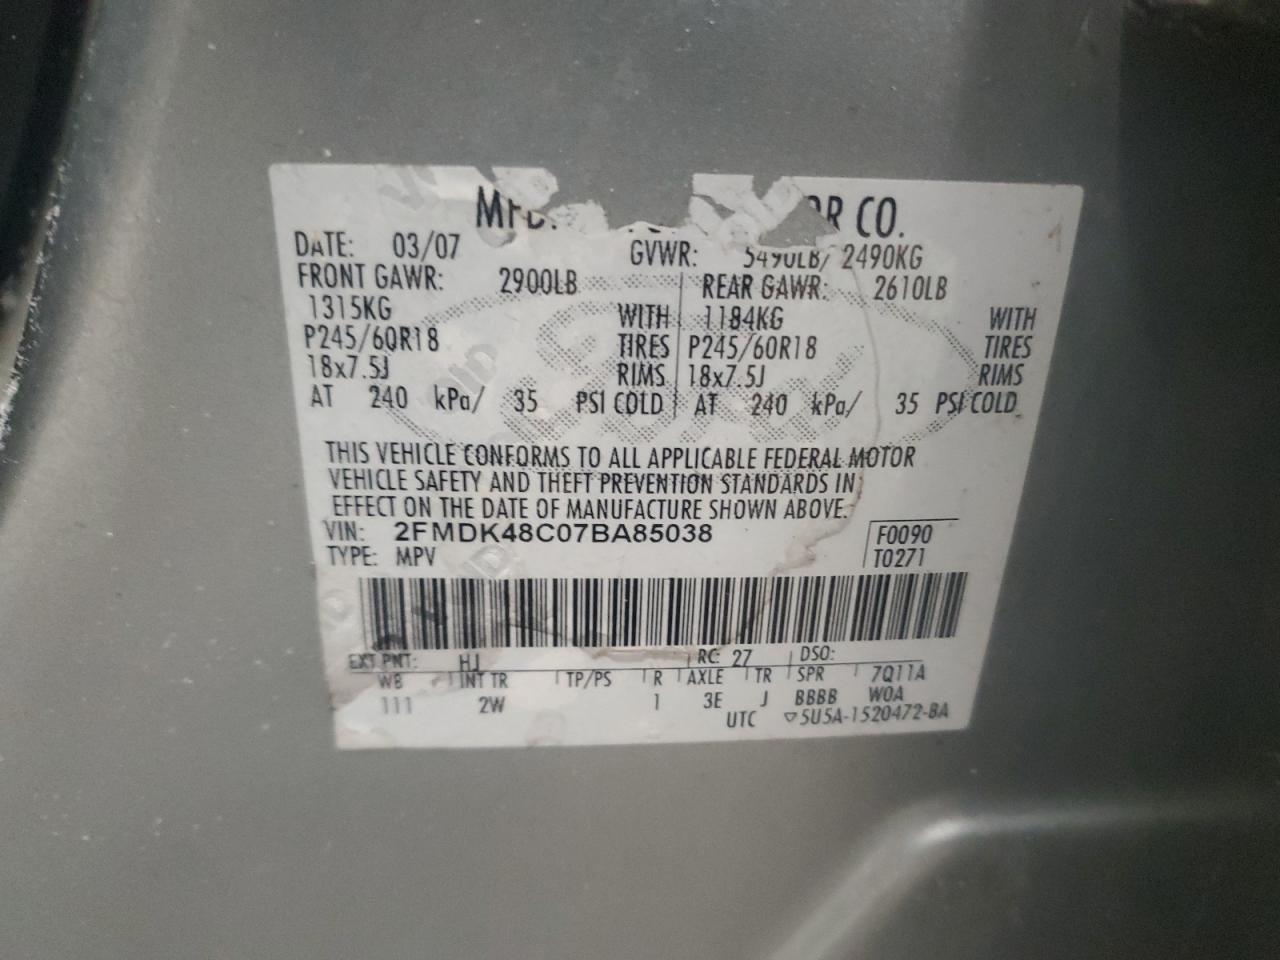 MFD. OR CO.
DATE: 03/07 GVWR: 5490LB/ 2490KG
FRONT GAWR: 2900LB REAR GAWR: 2610LB
1315KG WITH 1184KG WITH
P245/60R18 TIRES P245/60R18 TIRES
18x7.5J RIMS 18x7.5J RIMS
AT 240 kPa/ 35 PSI COLD AT 240 kPa/ 35 PSI COLD
THIS VEHICLE CONFORMS TO ALL APPLICABLE FEDERAL MOTOR
VEHICLE SAFETY AND THEFT PREVENTION STANDARDS IN
EFFECT ON THE DATE OF MANUFACTURE SHOWN ABOVE.
VIN: 2FMDK48C07BA85038 F0090
TYPE: MPV T0271
EXT PNT: HJ RC: 27 DSO:
WB INT TR TP/PS R AXLE TR SPR 7Q11A
111 2W 1 3E J BBBB WOA
UTC ▽5U5A-1520472-BA